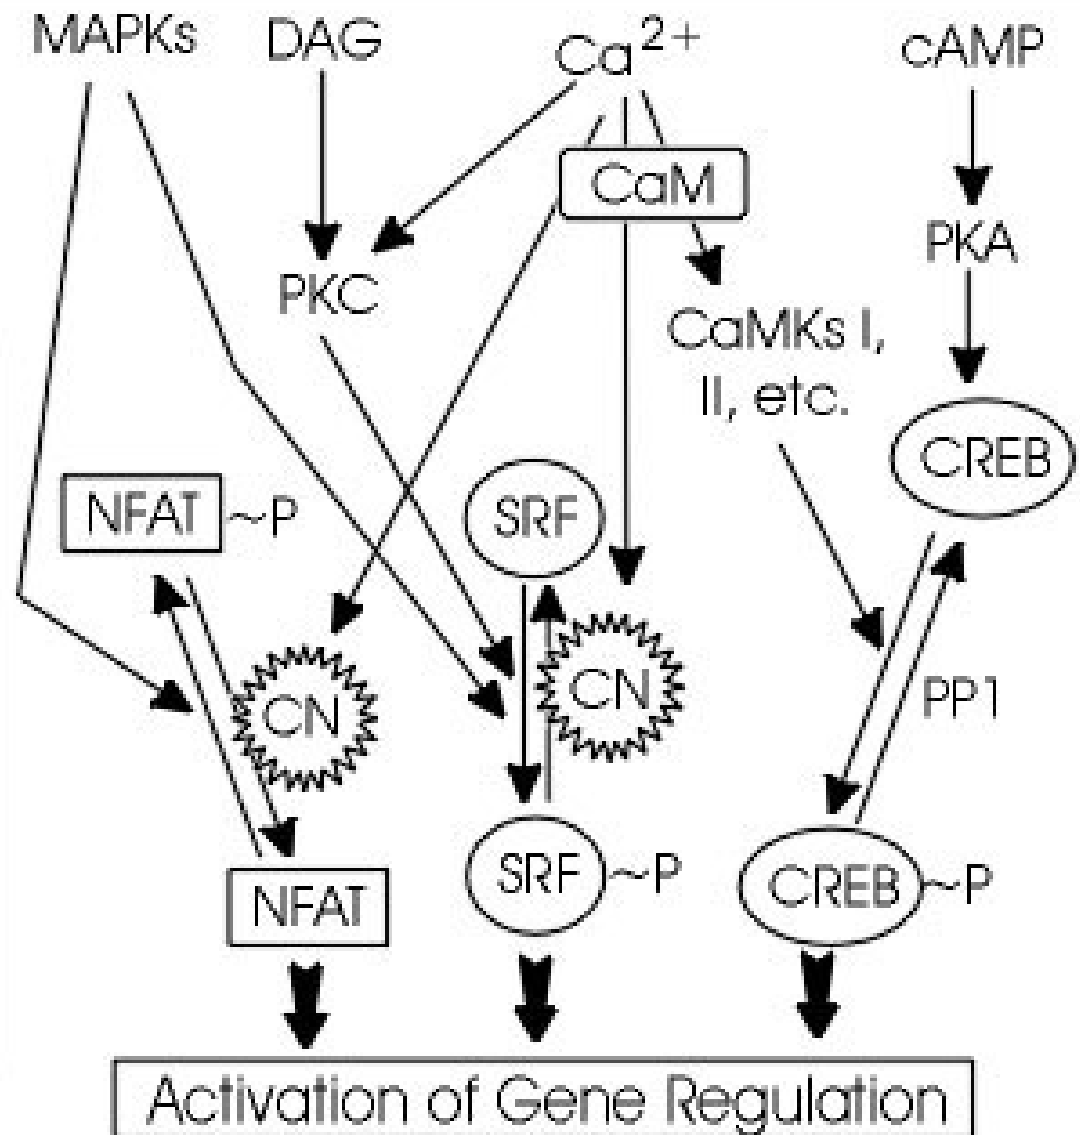 MAPKs
DAG
Ca2+
cAMP
CaM
PKC
PKA
CaMKs I,
II, etc.
CREB
NFAT~P
SRF
CN
CN
PP1
NFAT
SRF~P
CREB~P
Activation of Gene Regulation